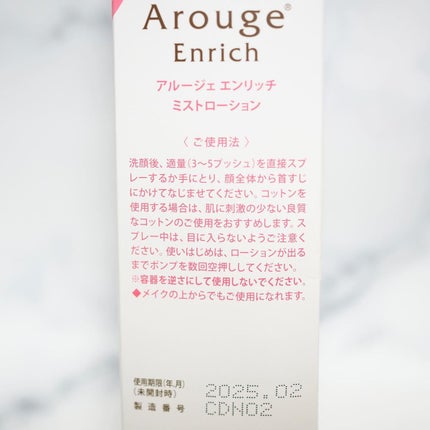 Arouge®
Enrich
アルージェ エンリッチ
ミストローション
〈 ご使用法 〉
洗顔後、適量(3〜5プッシュ)を直接スプ
レーするか手にとり、顔全体から首すじ
にかけてなじませてください。コットンを
使用する場合は、肌に刺激の少ない良質
なコットンのご使用をおすすめします。ス
プレー中は、目に入らないようご注意く
ださい。使いはじめは、ローションが出る
までポンプを数回空押ししてください。
※容器を逆さにして使用しないでください。
◆メイクの上からでもご使用になれます。
使用期限(年月)
(未開封時) 2025.02
製造番号 CDN02